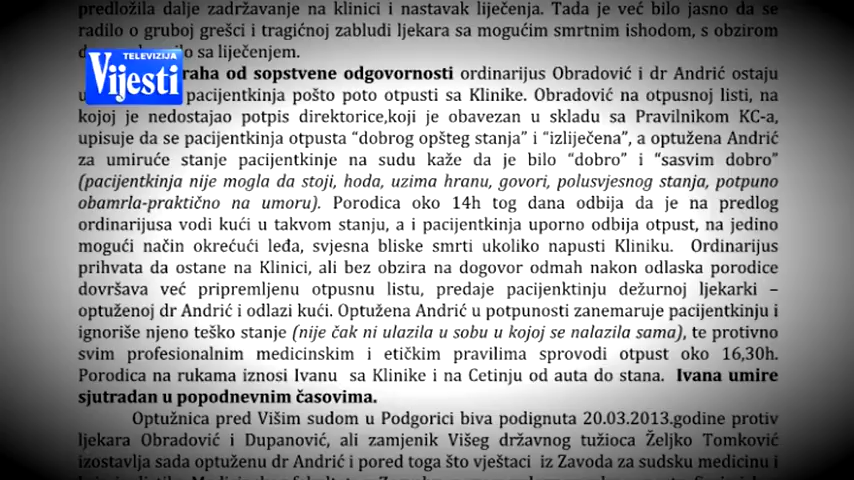 predložila dalje zadržavanje na klinici i nastavak liječenja. Tada je već bilo jasno da se
radilo o gruboj grešci i tragičnoj zabludi ljekara sa mogućim smrtnim ishodom, s obzirom
sa liječenjem.
TELEVIZIJA
Vijesti
raha od sopstvene odgovornosti ordinarijus Obradović i dr Andrić ostaju
pacijentkinja pošto poto otpusti sa Klinike. Obradović na otpusnoj listi, na
kojoj je nedostajao potpis direktorice,koji je obavezan u skladu sa Pravilnikom KC-a,
upisuje da se pacijentkinja otpusta “dobrog opšteg stanja” i “izliječena”, a optužena Andrić
za umiruće stanje pacijentkinje na sudu kaže da je bilo “dobro” i “sasvim dobro”
(pacijentkinja nije mogla da stoji, hoda, uzima hranu, govori, polusvjesnog stanja, potpuno
obamrla-praktično na umoru). Porodica oko 14h tog dana odbija da je na predlog
ordinarijusa vodi kući u takvom stanju, a i pacijentkinja uporno odbija otpust, na jedino
mogući način okrećući leđa, svjesna bliske smrti ukoliko napusti Kliniku. Ordinarijus
prihvata da ostane na Klinici, ali bez obzira na dogovor odmah nakon odlaska porodice
dovršava već pripremljenu otpusnu listu, predaje pacijenktinju dežurnoj ljekarki –
optuženoj dr Andrić i odlazi kući. Optužena Andrić u potpunosti zanemaruje pacijentkinju i
ignoriše njeno teško stanje (nije čak ni ulazila u sobu u kojoj se nalazila sama), te protivno
svim profesionalnim medicinskim i etičkim pravilima sprovodi otpust oko 16,30h.
Porodica na rukama iznosi Ivanu sa Klinike i na Cetinju od auta do stana. Ivana umire
sjutradan u popodnevnim časovima.
Optužnica pred Višim sudom u Podgorici biva podignuta 20.03.2013.godine protiv
ljekara Obradović i Dupanović, ali zamjenik Višeg državnog tužioca Željko Tomković
izostavlja sada optuženu dr Andrić i pored toga što vještaci iz Zavoda za sudsku medicinu i